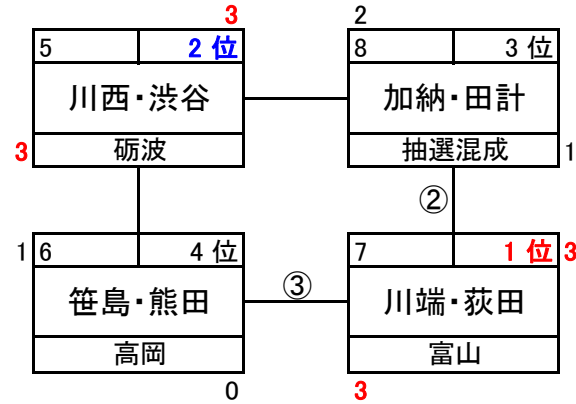 3 2
5 2 位 8 3 位
川西・渋谷 加納・田計
3 砺波 抽選混成 1
②
1 6 4 位 7 1 位 3
笹島・熊田 ③ 川端・荻田
高岡 富山
0 3